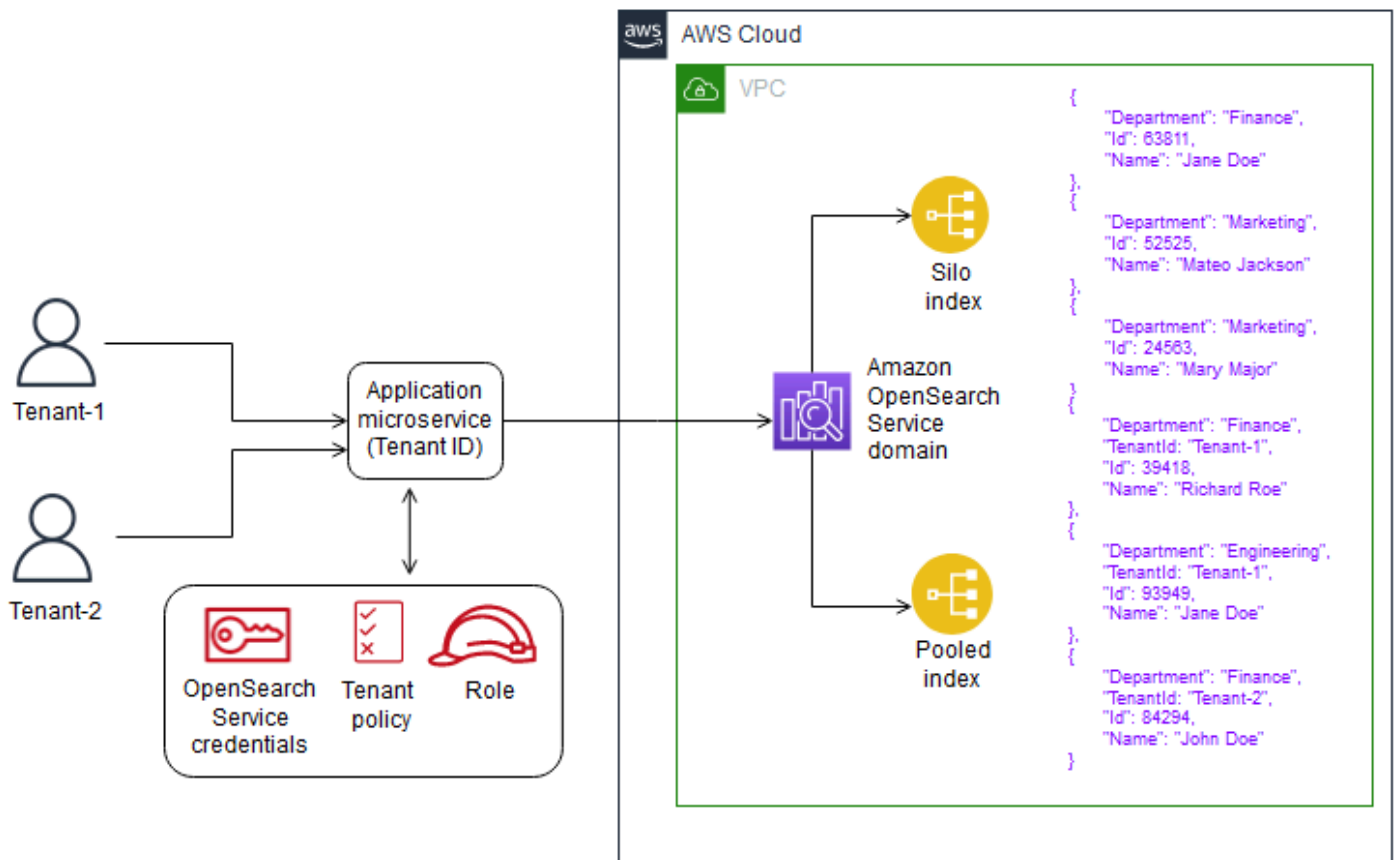 aws
AWS Cloud
VPC
Tenant-1
Tenant-2
Application
microservice
(Tenant ID)
OpenSearch
Service
credentials
Tenant
policy
Role
Amazon
OpenSearch
Service
domain
Silo
index
Pooled
index
{
"Department": "Finance",
"Id": 63811,
"Name": "Jane Doe"
},
{
"Department": "Marketing",
"Id": 52525,
"Name": "Mateo Jackson"
},
{
"Department": "Marketing",
"Id": 24563,
"Name": "Mary Major"
}
{
"Department": "Finance",
"TenantId: "Tenant-1",
"Id": 39418,
"Name": "Richard Roe"
},
{
"Department": "Engineering",
"TenantId: "Tenant-1",
"Id": 93949,
"Name": "Jane Doe"
},
{
"Department": "Finance",
"TenantId: "Tenant-2",
"Id": 84294,
"Name": "John Doe"
}